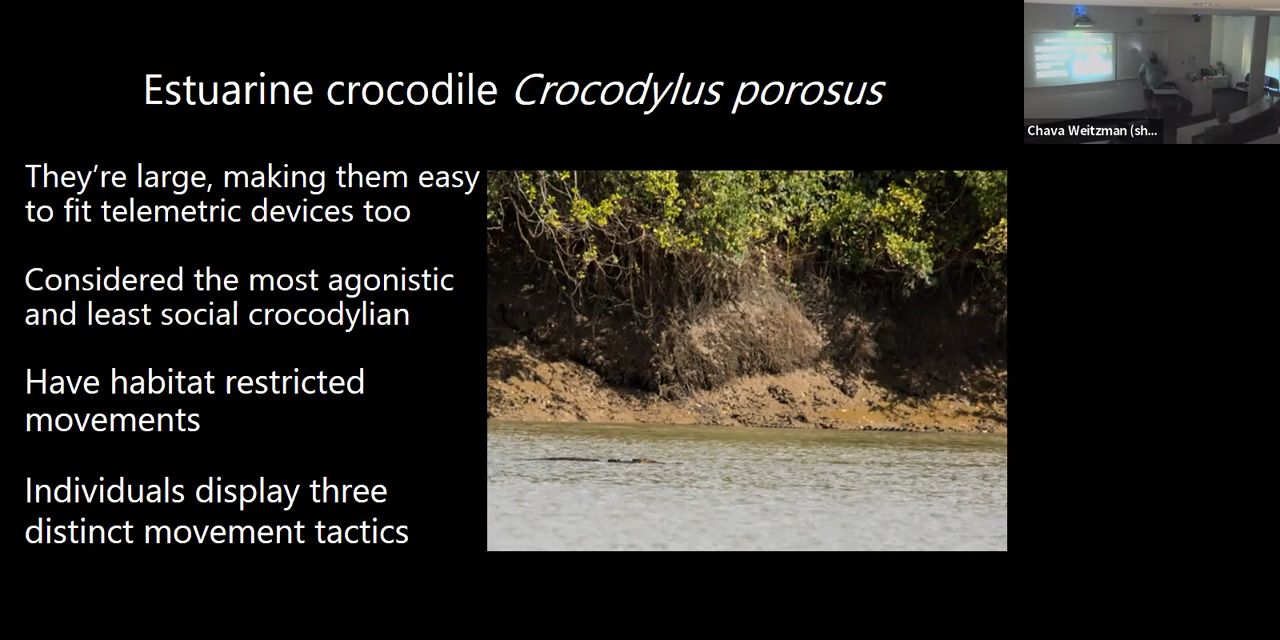 Estuarine crocodile Crocodylus porosus
They’re large, making them easy
to fit telemetric devices too
Considered the most agonistic
and least social crocodylian
Have habitat restricted
movements
Individuals display three
distinct movement tactics
Chava Weitzman (sh...